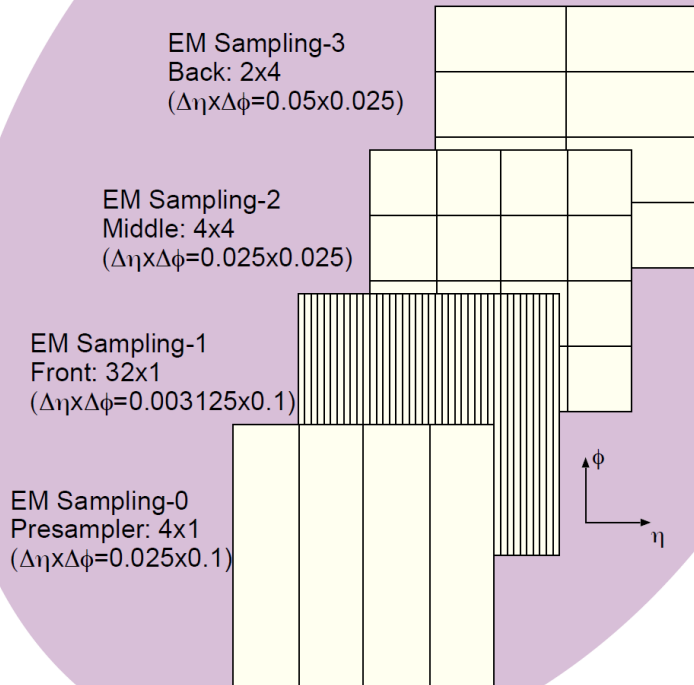 EM Sampling-3
Back: 2x4
(ΔηxΔϕ=0.05x0.025)
EM Sampling-2
Middle: 4x4
(ΔηxΔϕ=0.025x0.025)
EM Sampling-1
Front: 32x1
(ΔηxΔϕ=0.003125x0.1)
EM Sampling-0
Presampler: 4x1
(ΔηxΔϕ=0.025x0.1)
ϕ
η